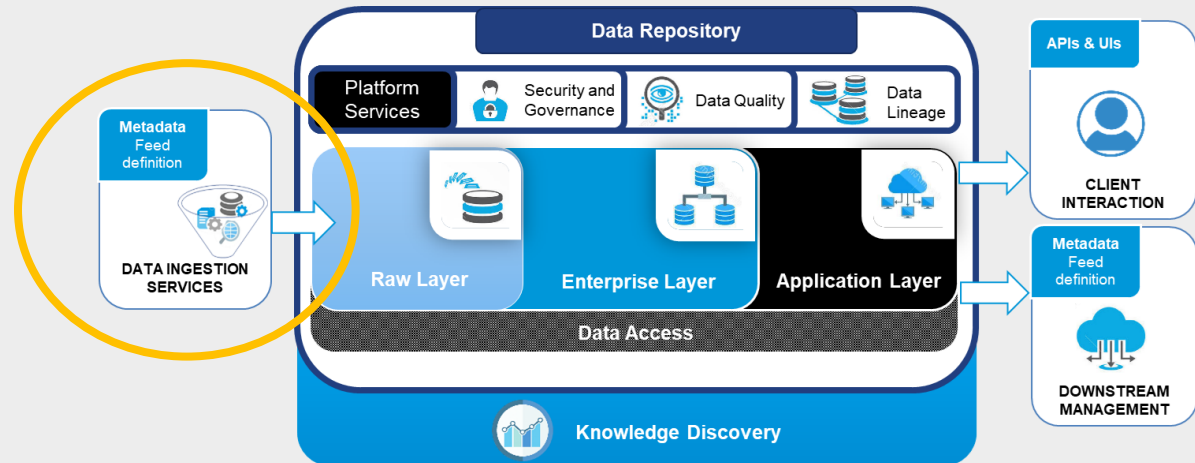 Data Repository
Platform
Services
Security and
Governance
Data Quality
Data
Lineage
Metadata
Feed
definition
DATA INGESTION
SERVICES
Raw Layer
Enterprise Layer
Application Layer
Data Access
Knowledge Discovery
APIs & UIs
CLIENT
INTERACTION
Metadata
Feed
definition
DOWNSTREAM
MANAGEMENT